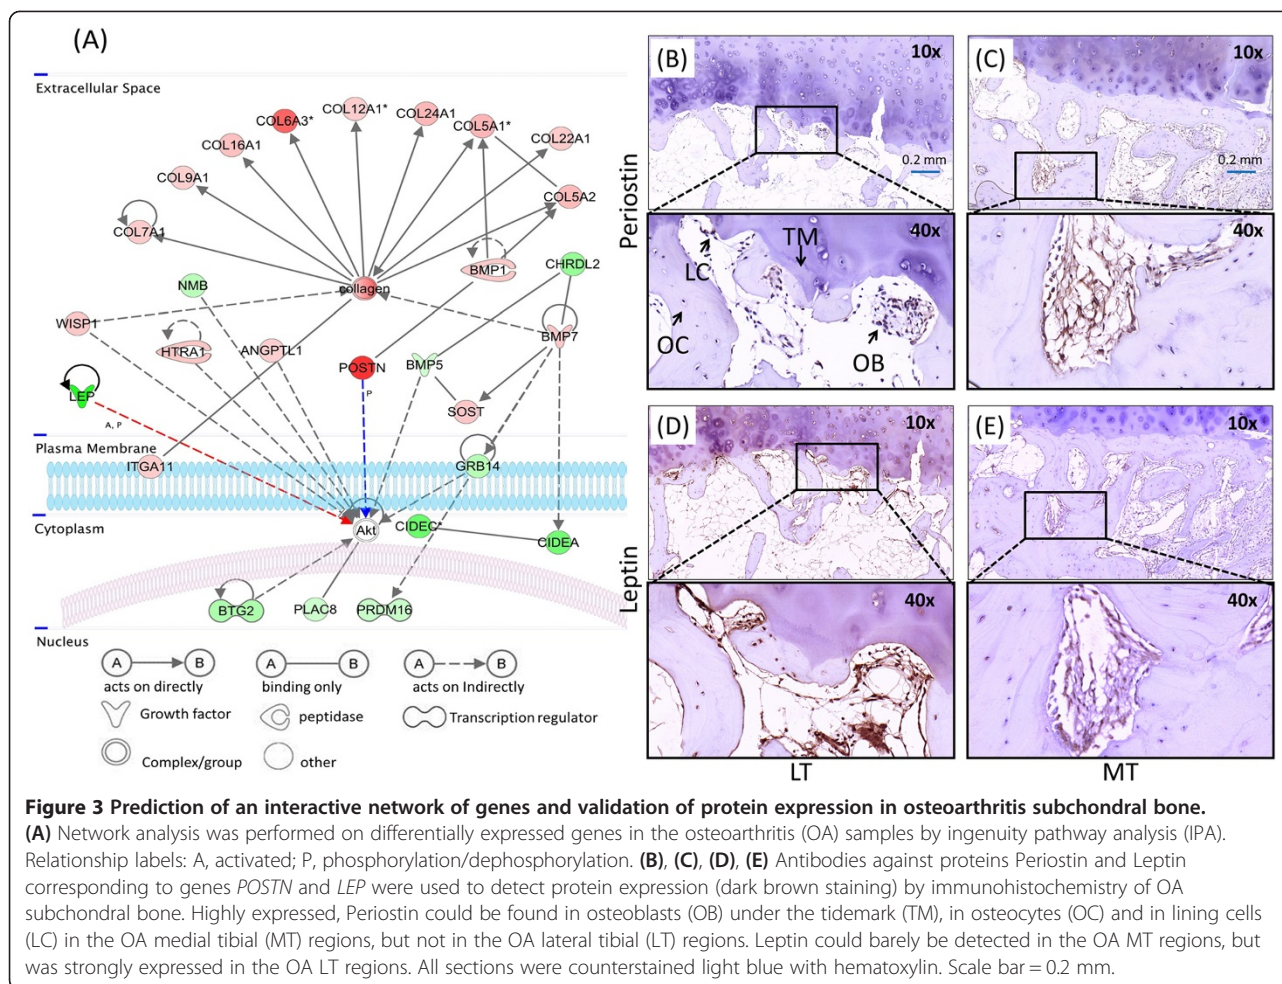 (A)
Extracellular Space
COL12A1*
COL24A1
COL6A3*
COL5A1*
COL16A1
COL22A1
COL9A1
COL5A2
COL7A1
BMP1
CHRDL2
NMB
collagen
WISP1
BMP7
HTRA1
ANGPTL1
POSTN
BMP5
P
LEP
SOST
A, P
Plasma Membrane
ITGA11
GRB14
Cytoplasm
Akt
CIDEC*
CIDEA
BTG2
PLAC8
PRDM16
Nucleus
A B
A B
A B
acts on directly
binding only
acts on Indirectly
Growth factor
peptidase
Transcription regulator
Complex/group
other
(B)
10x
0.2 mm
(C)
10x
0.2 mm
Periostin
40x
TM
LC
OC
OB
40x
(D)
10x
(E)
10x
Leptin
40x
40x
LT
MT
Figure 3 Prediction of an interactive network of genes and validation of protein expression in osteoarthritis subchondral bone.
(A) Network analysis was performed on differentially expressed genes in the osteoarthritis (OA) samples by ingenuity pathway analysis (IPA).
Relationship labels: A, activated; P, phosphorylation/dephosphorylation. (B), (C), (D), (E) Antibodies against proteins Periostin and Leptin
corresponding to genes POSTN and LEP were used to detect protein expression (dark brown staining) by immunohistochemistry of OA
subchondral bone. Highly expressed, Periostin could be found in osteoblasts (OB) under the tidemark (TM), in osteocytes (OC) and in lining cells
(LC) in the OA medial tibial (MT) regions, but not in the OA lateral tibial (LT) regions. Leptin could barely be detected in the OA MT regions, but
was strongly expressed in the OA LT regions. All sections were counterstained light blue with hematoxylin. Scale bar = 0.2 mm.